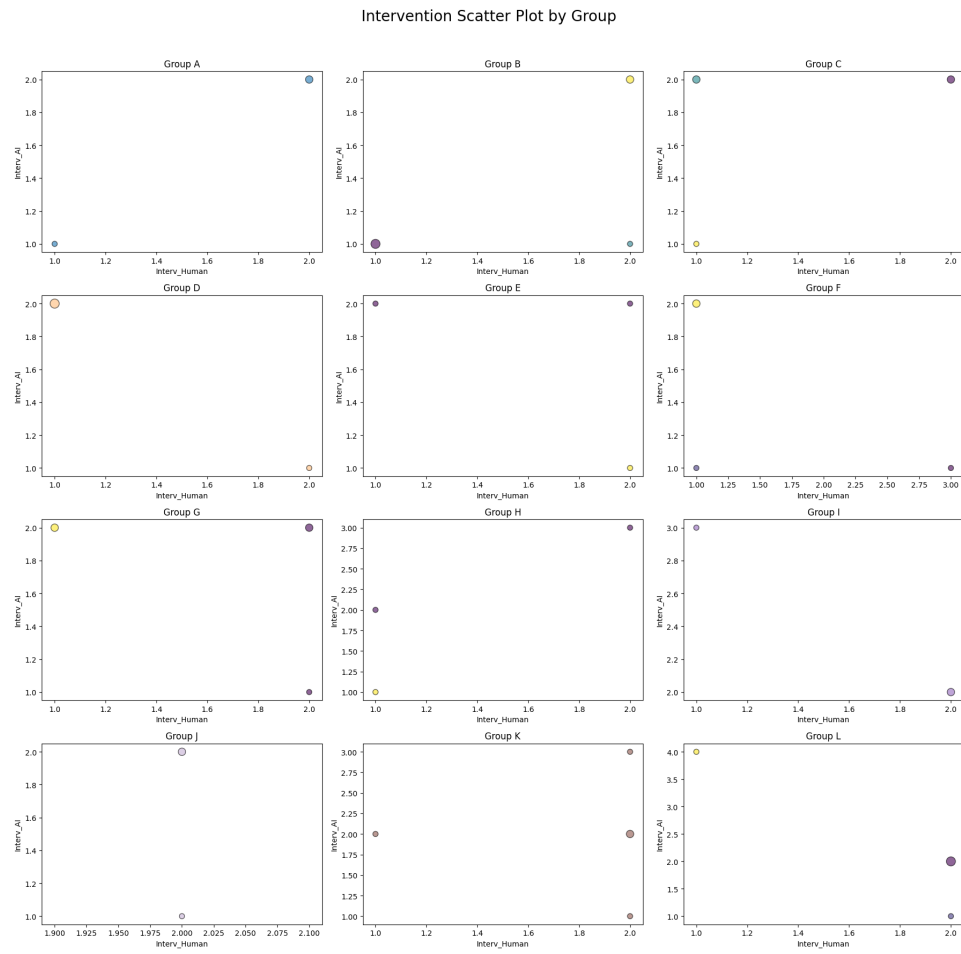 Intervention Scatter Plot by Group
Group A
2.0
1.8
1.6
1.4
1.2
1.0
Interv_AI
1.0 1.2 1.4 1.6 1.8 2.0
Interv_Human
Group B
2.0
1.8
1.6
1.4
1.2
1.0
Interv_AI
1.0 1.2 1.4 1.6 1.8 2.0
Interv_Human
Group C
2.0
1.8
1.6
1.4
1.2
1.0
Interv_AI
1.0 1.2 1.4 1.6 1.8 2.0
Interv_Human
Group D
2.0
1.8
1.6
1.4
1.2
1.0
Interv_AI
1.0 1.2 1.4 1.6 1.8 2.0
Interv_Human
Group E
2.0
1.8
1.6
1.4
1.2
1.0
Interv_AI
1.0 1.2 1.4 1.6 1.8 2.0
Interv_Human
Group F
2.0
1.8
1.6
1.4
1.2
1.0
Interv_AI
1.00 1.25 1.50 1.75 2.00 2.25 2.50 2.75 3.00
Interv_Human
Group G
2.0
1.8
1.6
1.4
1.2
1.0
Interv_AI
1.0 1.2 1.4 1.6 1.8 2.0
Interv_Human
Group H
3.00
2.75
2.50
2.25
2.00
1.75
1.50
1.25
1.00
Interv_AI
1.0 1.2 1.4 1.6 1.8 2.0
Interv_Human
Group I
3.0
2.8
2.6
2.4
2.2
2.0
Interv_AI
1.0 1.2 1.4 1.6 1.8 2.0
Interv_Human
Group J
2.0
1.8
1.6
1.4
1.2
1.0
Interv_AI
1.900 1.925 1.950 1.975 2.000 2.025 2.050 2.075 2.100
Interv_Human
Group K
3.00
2.75
2.50
2.25
2.00
1.75
1.50
1.25
1.00
Interv_AI
1.0 1.2 1.4 1.6 1.8 2.0
Interv_Human
Group L
4.0
3.5
3.0
2.5
2.0
1.5
1.0
Interv_AI
1.0 1.2 1.4 1.6 1.8 2.0
Interv_Human